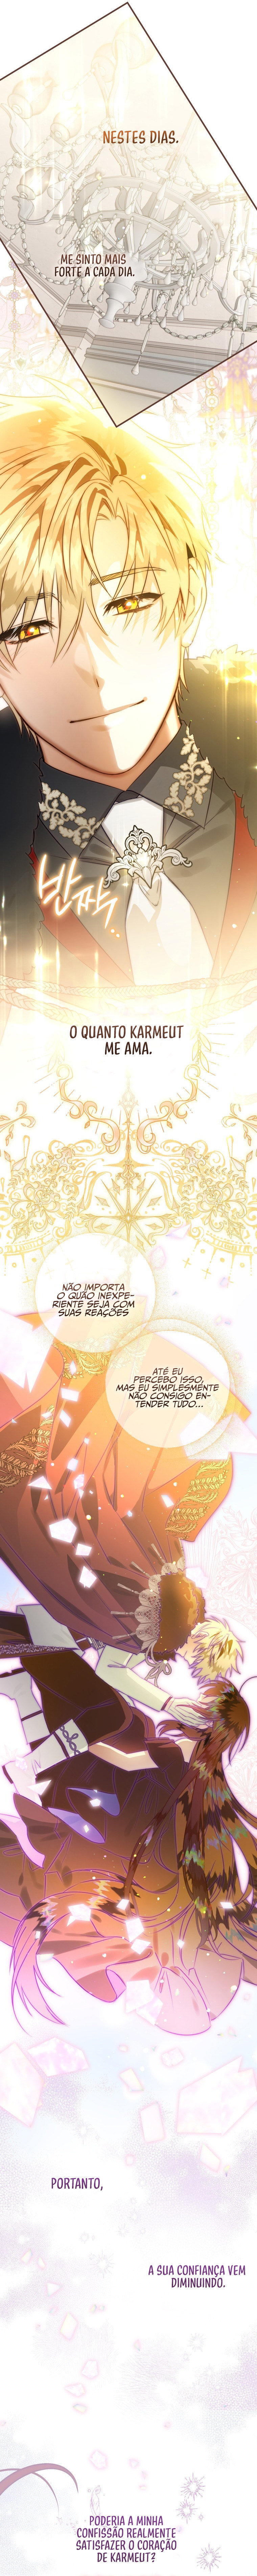 NESTES DIAS.
ME SINTO MAIS
FORTE A CADA DIA.
반짝
O QUANTO KARMEUT
ME AMA.
NÃO IMPORTA
O QUÃO INEXPE-
RIENTE SEJA COM
SUAS REAÇÕES
ATÉ EU
PERCEBO ISSO,
MAS EU SIMPLESMENTE
NÃO CONSIGO EN-
TENDER TUDO...
PORTANTO,
A SUA CONFIANÇA VEM
DIMINUINDO.
PODERIA A MINHA
CONFISSÃO REALMENTE
SATISFAZER O CORAÇÃO
DE KARMEUT?